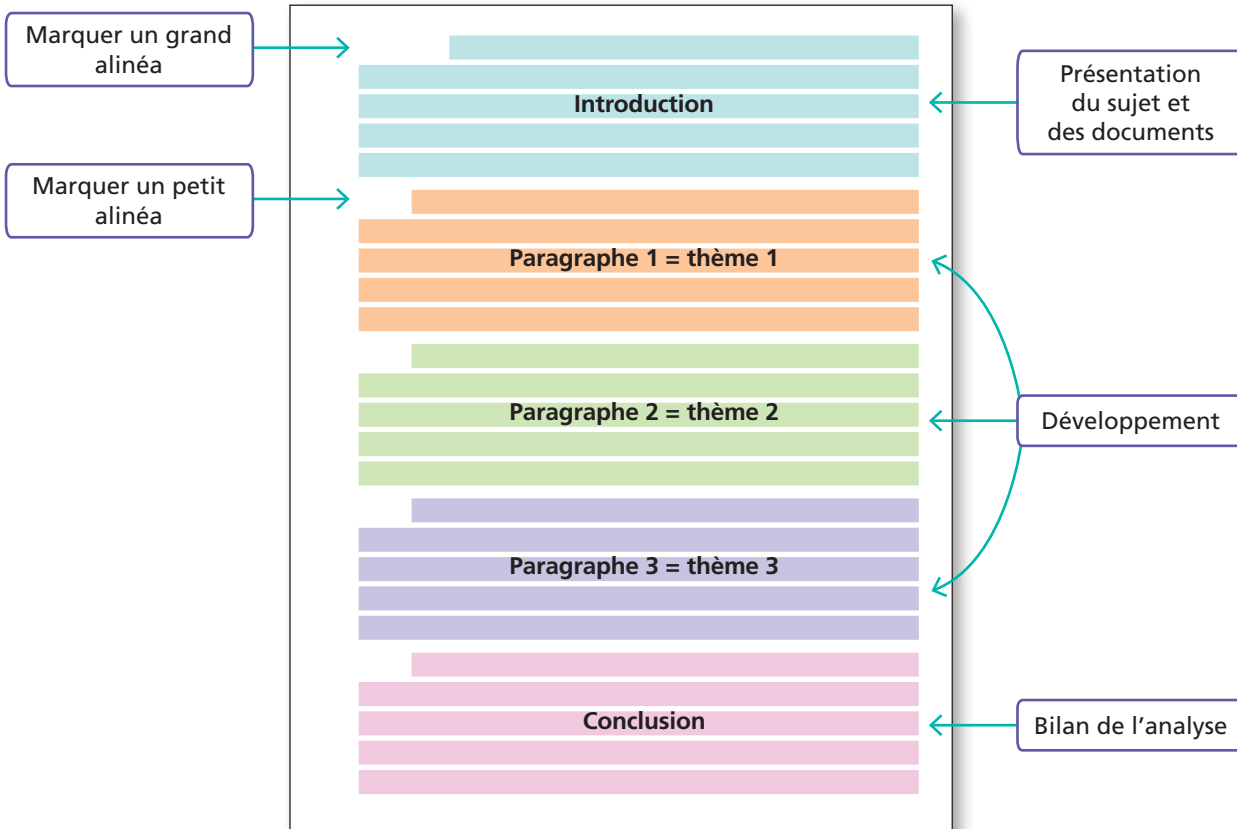 Marquer un grand
alinéa
Introduction
Présentation
du sujet et
des documents
Marquer un petit
alinéa
Paragraphe 1 = thème 1
Paragraphe 2 = thème 2
Développement
Paragraphe 3 = thème 3
Conclusion
Bilan de l’analyse